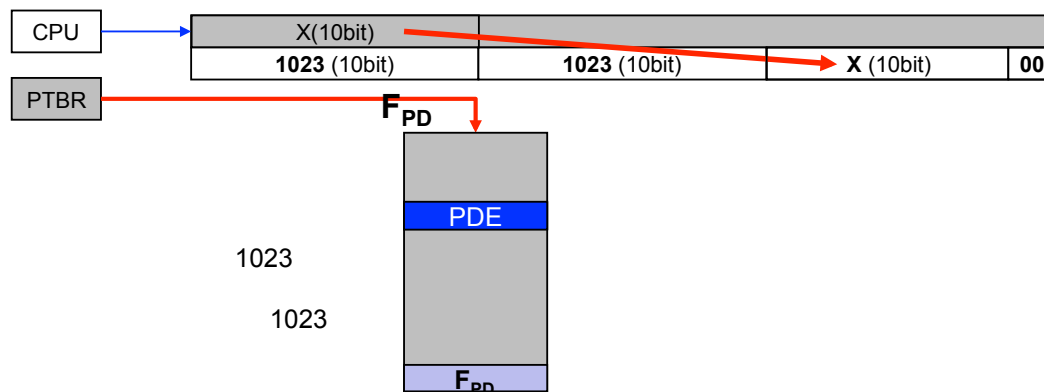 CPU
X(10bit)
1023 (10bit)
1023 (10bit)
X (10bit)
00
PTBR
FPD
PDE
1023
1023
FPD